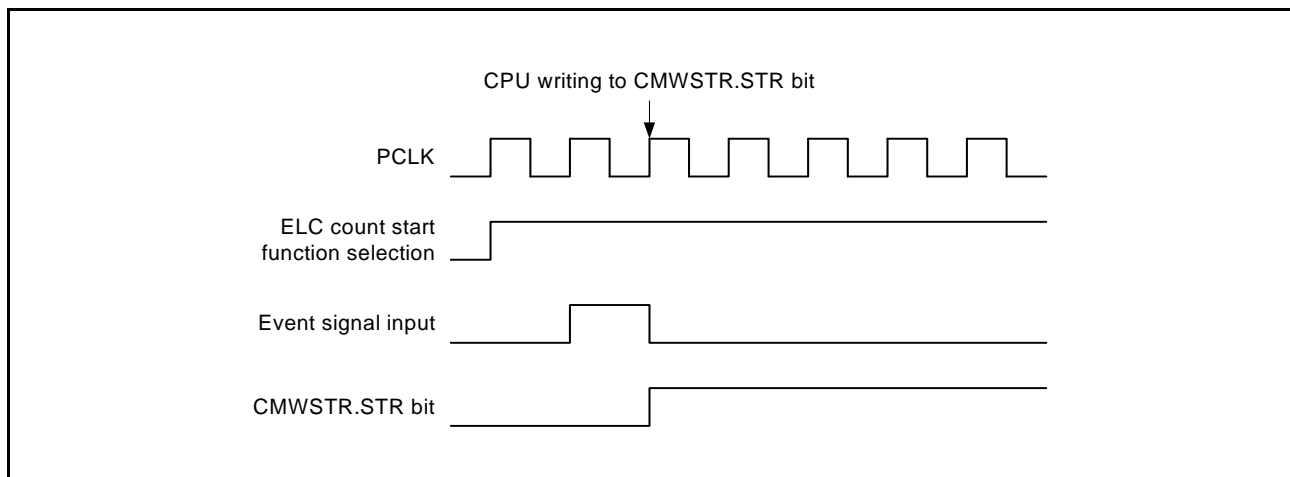 CPU writing to CMWSTR.STR bit
PCLK
ELC count start
function selection
Event signal input
CMWSTR.STR bit